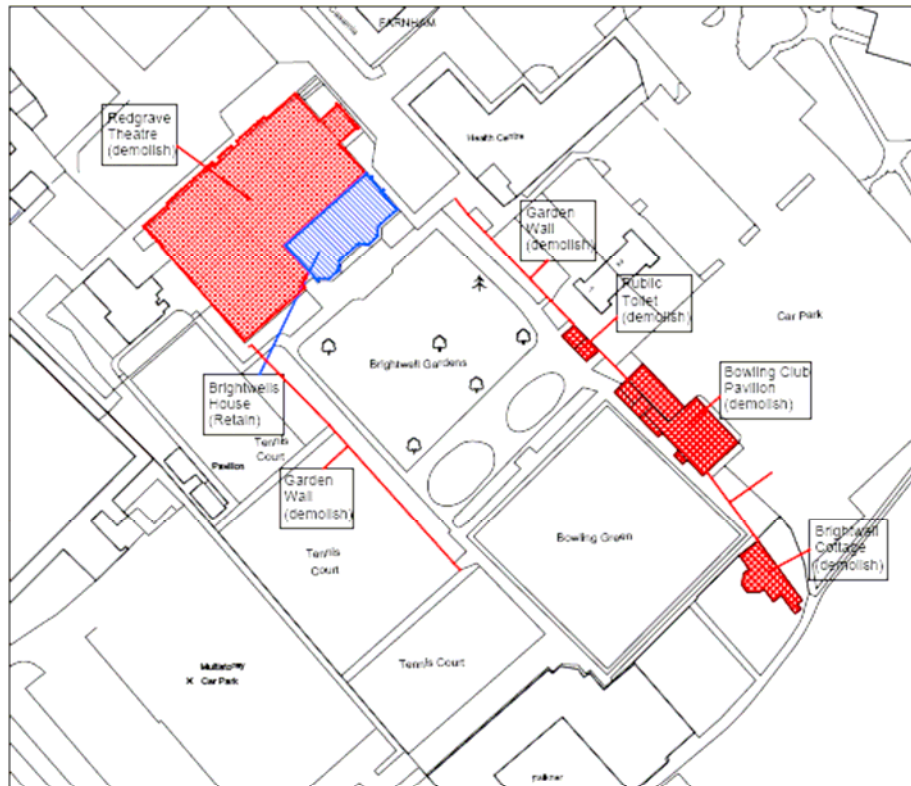 FARNHAM
Redgrave
Theatre
(demolish)
Health Centre
Garden
Wall
(demolish)
Public
Toilet
(demolish)
Car Park
Brightwell Gardens
Bowling Club
Pavilion
(demolish)
Brightwells
House
(Retain)
Tennis
Court
Pavilion
Garden
Wall
(demolish)
Bowling Green
Brightwell
Cottage
(demolish)
Tennis
Court
Tennis Court
Multistorey
Car Park